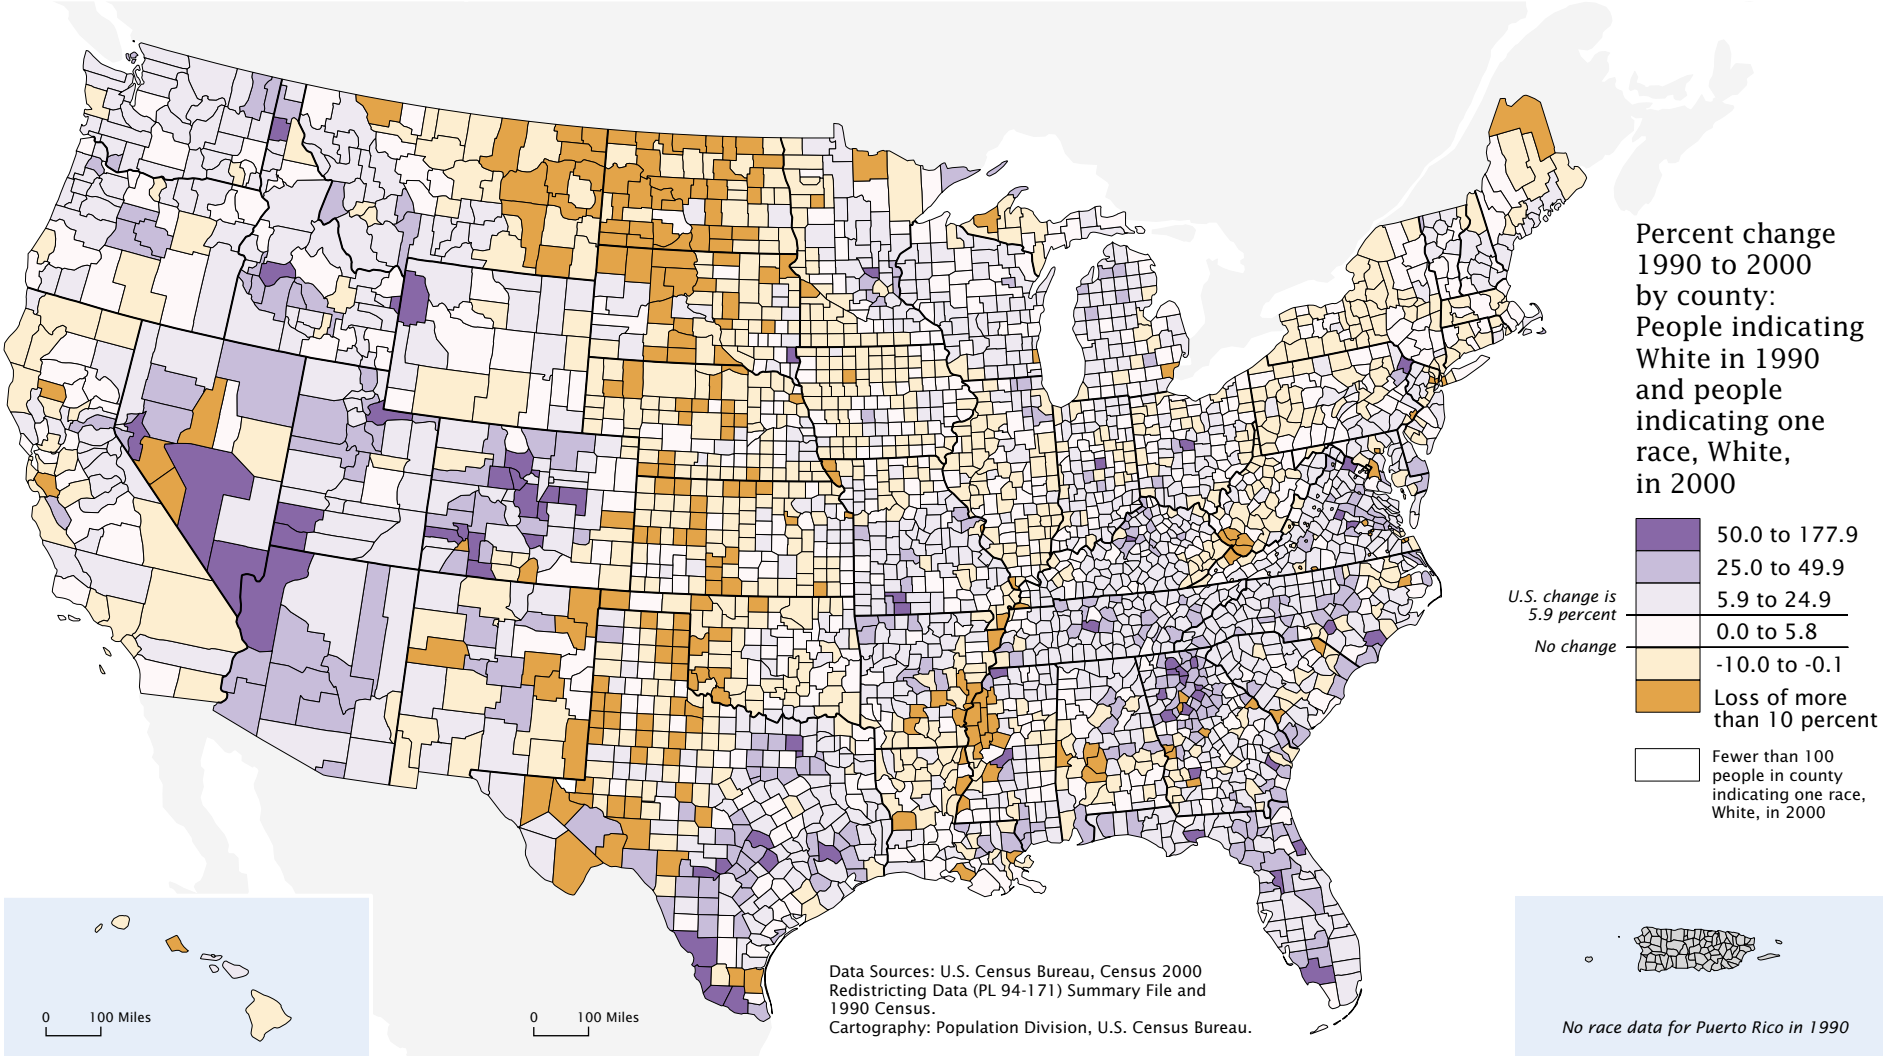 Percent change
1990 to 2000
by county:
People indicating
White in 1990
and people
indicating one
race, White,
in 2000
50.0 to 177.9
25.0 to 49.9
5.9 to 24.9
0.0 to 5.8
-10.0 to -0.1
Loss of more
than 10 percent
U.S. change is
5.9 percent
No change
Fewer than 100
people in county
indicating one race,
White, in 2000
0 100 Miles
0 100 Miles
Data Sources: U.S. Census Bureau, Census 2000
Redistricting Data (PL 94-171) Summary File and
1990 Census.
Cartography: Population Division, U.S. Census Bureau.
No race data for Puerto Rico in 1990